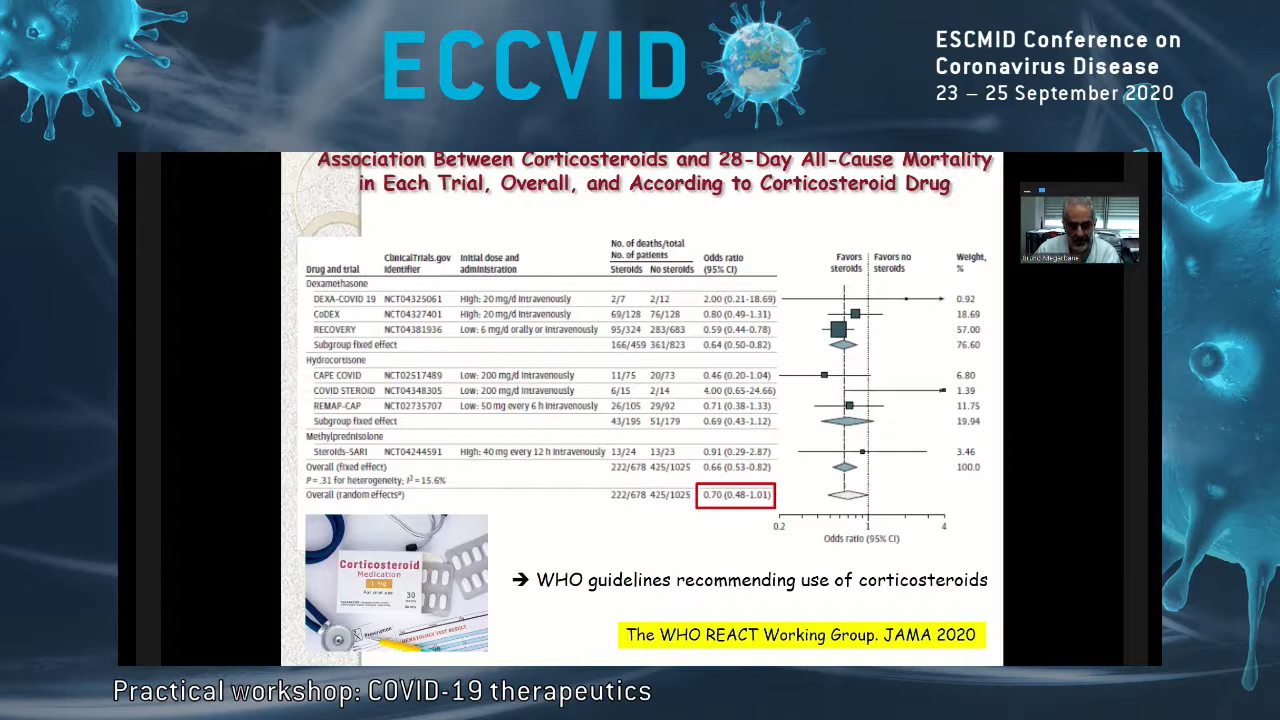 ECCVID
ESCMID Conference on
Coronavirus Disease
23 – 25 September 2020
Association Between Corticosteroids and 28-Day All-Cause Mortality
in Each Trial, Overall, and According to Corticosteroid Drug
Bruno Megarbane
No. of deaths/total
No. of patients
Drug and trial ClinicalTrials.gov Identifier Initial dose and administration Steroids No steroids Odds ratio (95% CI) Favors steroids Favors no steroids Weight, %
Dexamethasone
DEXA-COVID 19 NCT04325061 High: 20 mg/d Intravenously 2/7 2/12 2.00 (0.21-18.69) 0.92
CoDEX NCT04327401 High: 20 mg/d Intravenously 69/128 76/128 0.80 (0.49-1.31) 18.69
RECOVERY NCT04381936 Low: 6 mg/d orally or Intravenously 95/324 283/683 0.59 (0.44-0.78) 57.00
Subgroup fixed effect 166/459 361/823 0.64 (0.50-0.82) 76.60
Hydrocortisone
CAPE COVID NCT02517489 Low: 200 mg/d Intravenously 11/75 20/73 0.46 (0.20-1.04) 6.80
COVID STEROID NCT04348305 Low: 200 mg/d Intravenously 6/15 2/14 4.00 (0.65-24.66) 1.39
REMAP-CAP NCT02735707 Low: 50 mg every 6 h Intravenously 26/105 29/92 0.71 (0.38-1.33) 11.75
Subgroup fixed effect 43/195 51/179 0.69 (0.43-1.12) 19.94
Methylprednisolone
Steroids-SARI NCT04244591 High: 40 mg every 12 h Intravenously 13/24 13/23 0.91 (0.29-2.87) 3.46
Overall (fixed effect) 222/678 425/1025 0.66 (0.53-0.82) 100.0
P = .31 for heterogeneity; I² = 15.6%
Overall (random effectsᵃ) 222/678 425/1025 0.70 (0.48-1.01)
0.2 1 4
Odds ratio (95% CI)
Corticosteroid
Medication
1 mg
For oral use
30
Prescription
HEMATOLOGY TEST RESULT
➔ WHO guidelines recommending use of corticosteroids
The WHO REACT Working Group. JAMA 2020
Practical workshop: COVID-19 therapeutics